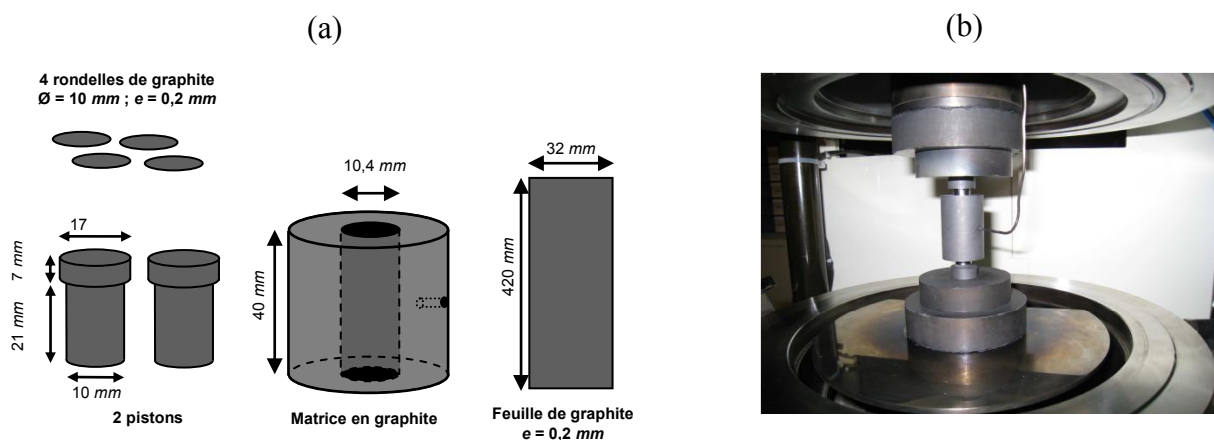 (a)
(b)
4 rondelles de graphite
Ø = 10 mm ; e = 0,2 mm
17
7 mm
21 mm
10 mm
2 pistons
10,4 mm
40 mm
Matrice en graphite
32 mm
420 mm
Feuille de graphite
e = 0,2 mm